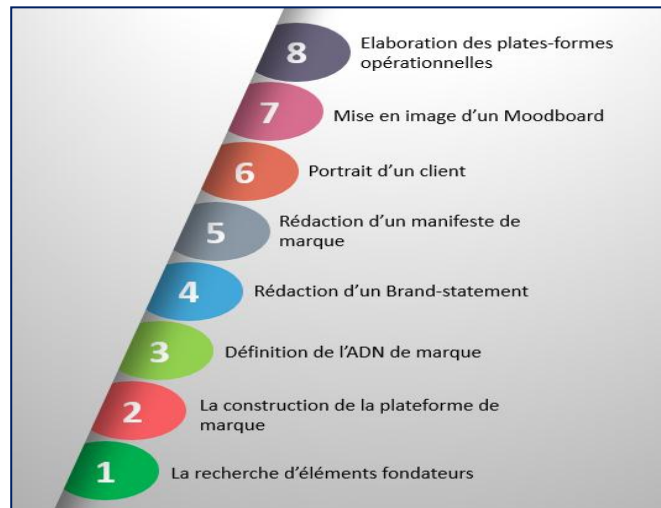 8
Elaboration des plates-formes
opérationnelles
7
Mise en image d'un Moodboard
6
Portrait d'un client
5
Rédaction d'un manifeste de
marque
4
Rédaction d'un Brand-statement
3
Définition de l'ADN de marque
2
La construction de la plateforme de
marque
1
La recherche d'éléments fondateurs